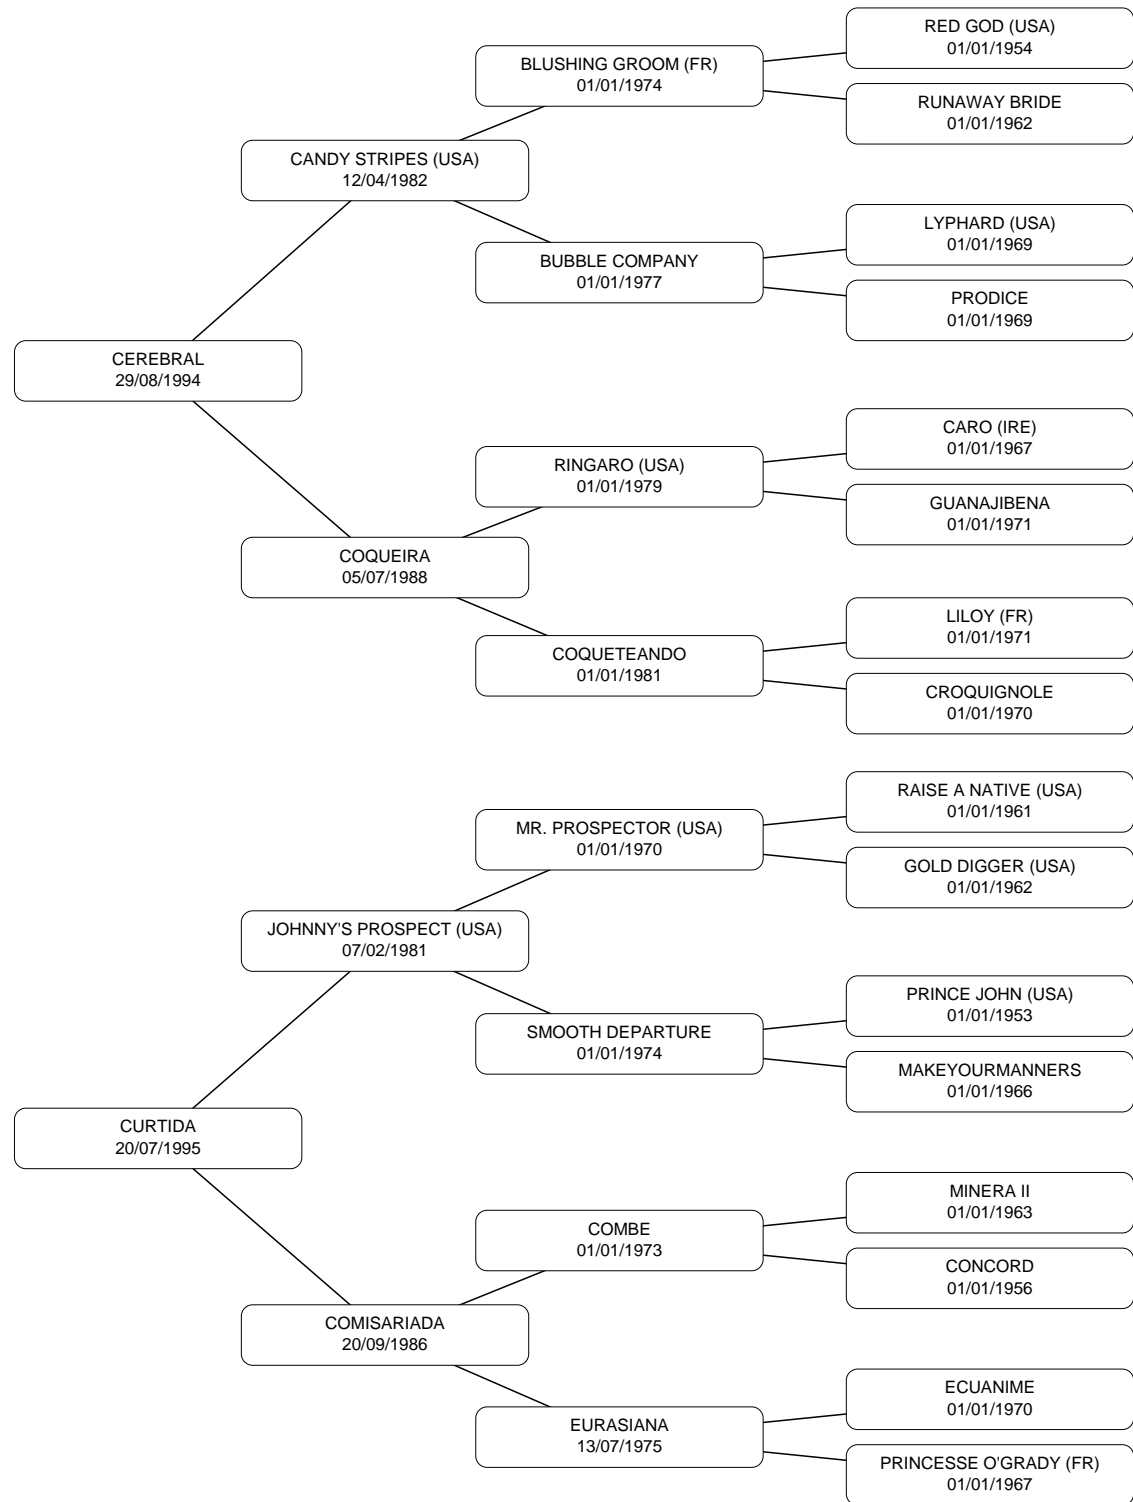 RED GOD (USA)
01/01/1954
BLUSHING GROOM (FR)
01/01/1974
RUNAWAY BRIDE
01/01/1962
CANDY STRIPES (USA)
12/04/1982
LYPHARD (USA)
01/01/1969
BUBBLE COMPANY
01/01/1977
PRODICE
01/01/1969
CEREBRAL
29/08/1994
CARO (IRE)
01/01/1967
RINGARO (USA)
01/01/1979
GUANAJIBENA
01/01/1971
COQUEIRA
05/07/1988
LILOY (FR)
01/01/1971
COQUETEANDO
01/01/1981
CROQUIGNOLE
01/01/1970
RAISE A NATIVE (USA)
01/01/1961
MR. PROSPECTOR (USA)
01/01/1970
GOLD DIGGER (USA)
01/01/1962
JOHNNY'S PROSPECT (USA)
07/02/1981
PRINCE JOHN (USA)
01/01/1953
SMOOTH DEPARTURE
01/01/1974
MAKEYOURMANNERS
01/01/1966
CURTIDA
20/07/1995
MINERA II
01/01/1963
COMBE
01/01/1973
CONCORD
01/01/1956
COMISARIADA
20/09/1986
ECUANIME
01/01/1970
EURASIANA
13/07/1975
PRINCESSE O'GRADY (FR)
01/01/1967